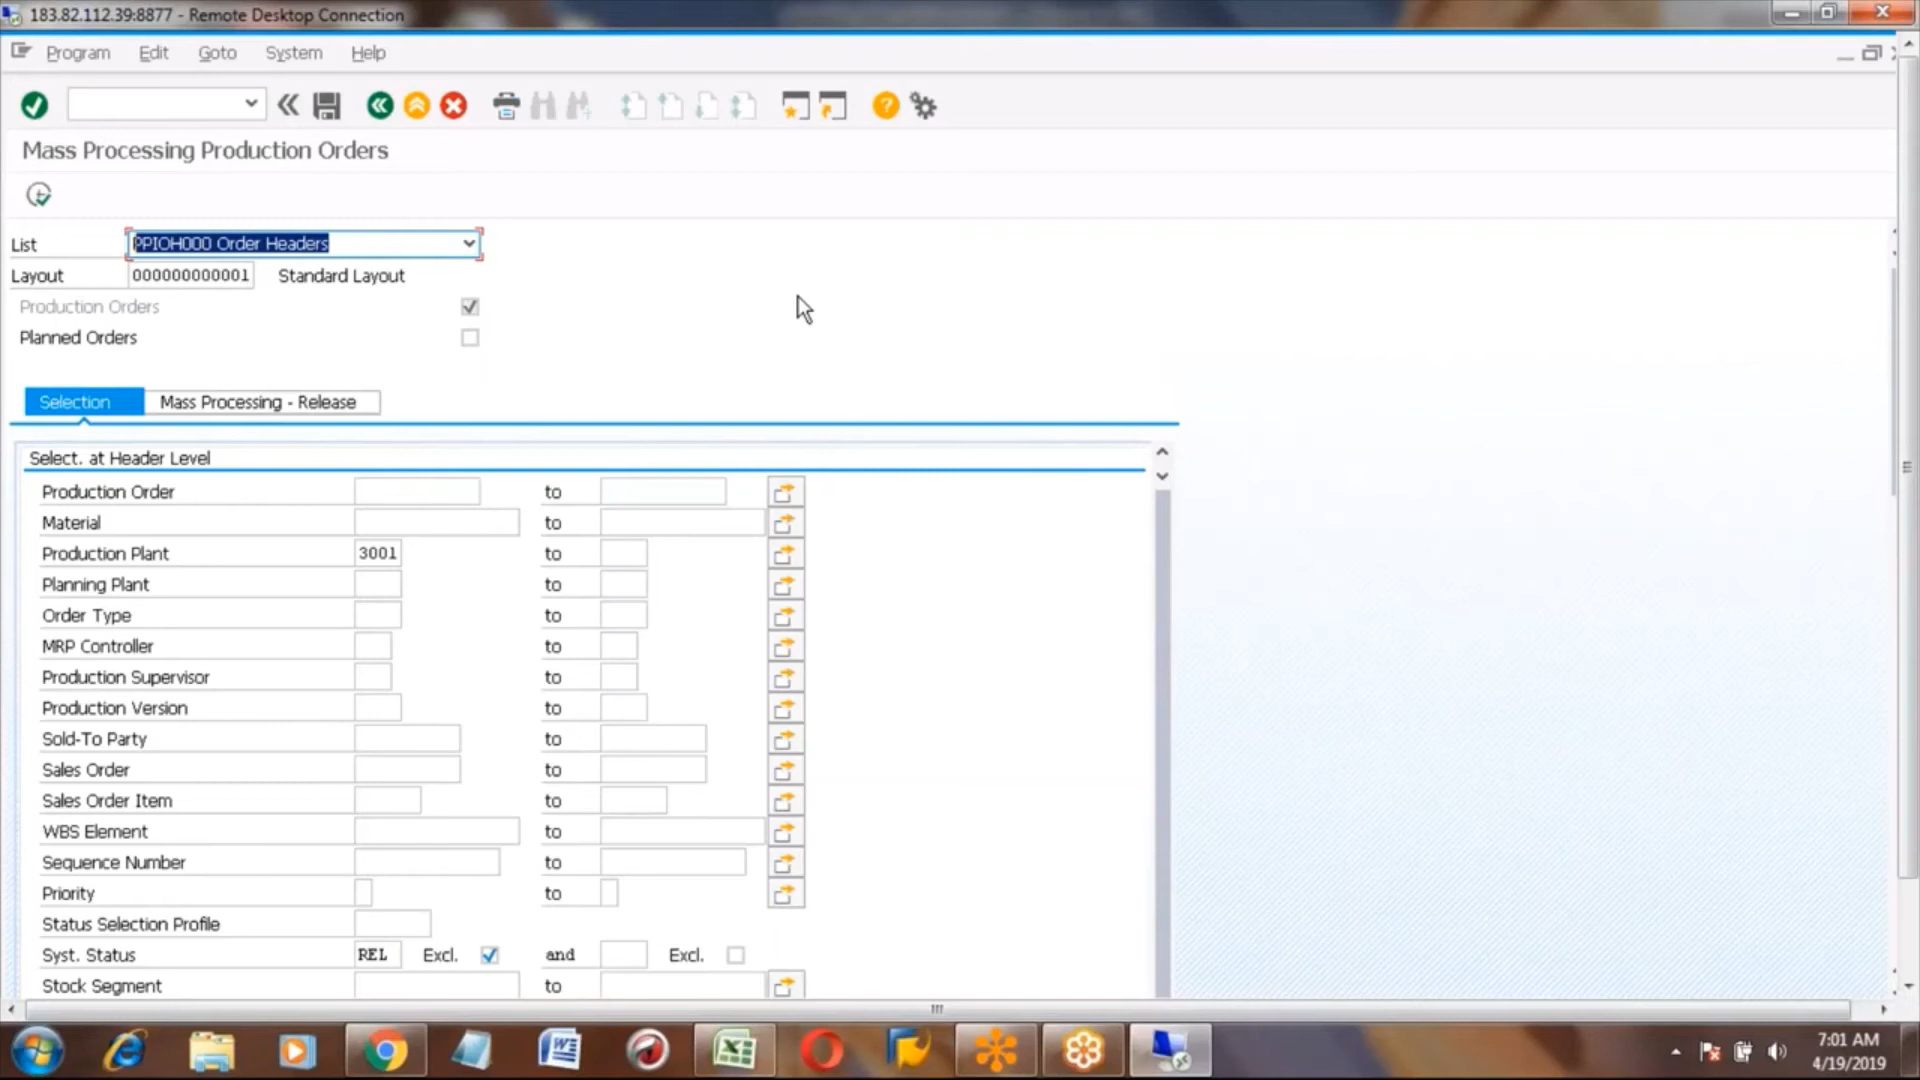 183.82.112.39:8877 - Remote Desktop Connection
Program Edit Goto System Help
Mass Processing Production Orders
List PPIOH000 Order Headers
Layout 000000000001 Standard Layout
Production Orders
Planned Orders
Selection Mass Processing - Release
Select. at Header Level
Production Order to
Material to
Production Plant 3001 to
Planning Plant to
Order Type to
MRP Controller to
Production Supervisor to
Production Version to
Sold-To Party to
Sales Order to
Sales Order Item to
WBS Element to
Sequence Number to
Priority to
Status Selection Profile
Syst. Status REL Excl. and Excl.
Stock Segment to
7:01 AM
4/19/2019